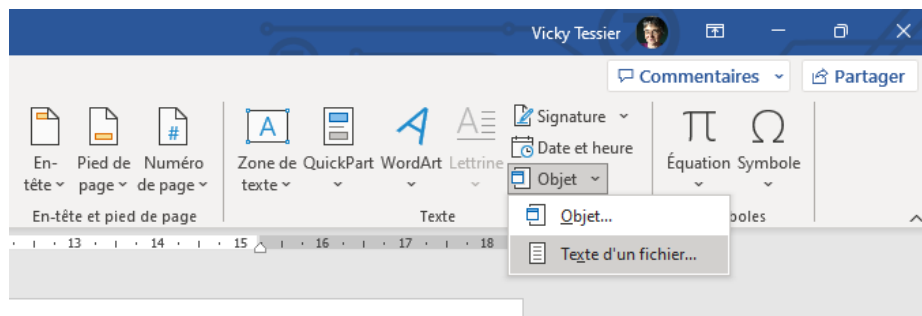 Vicky Tessier
Commentaires
Partager
En-tête
Pied de page
Numéro de page
Zone de texte
QuickPart
WordArt
Lettrine
Signature
Date et heure
Objet
Équation
Symbole
En-tête et pied de page
Texte
boles
Objet...
Texte d'un fichier...
13 14 15 16 17 18